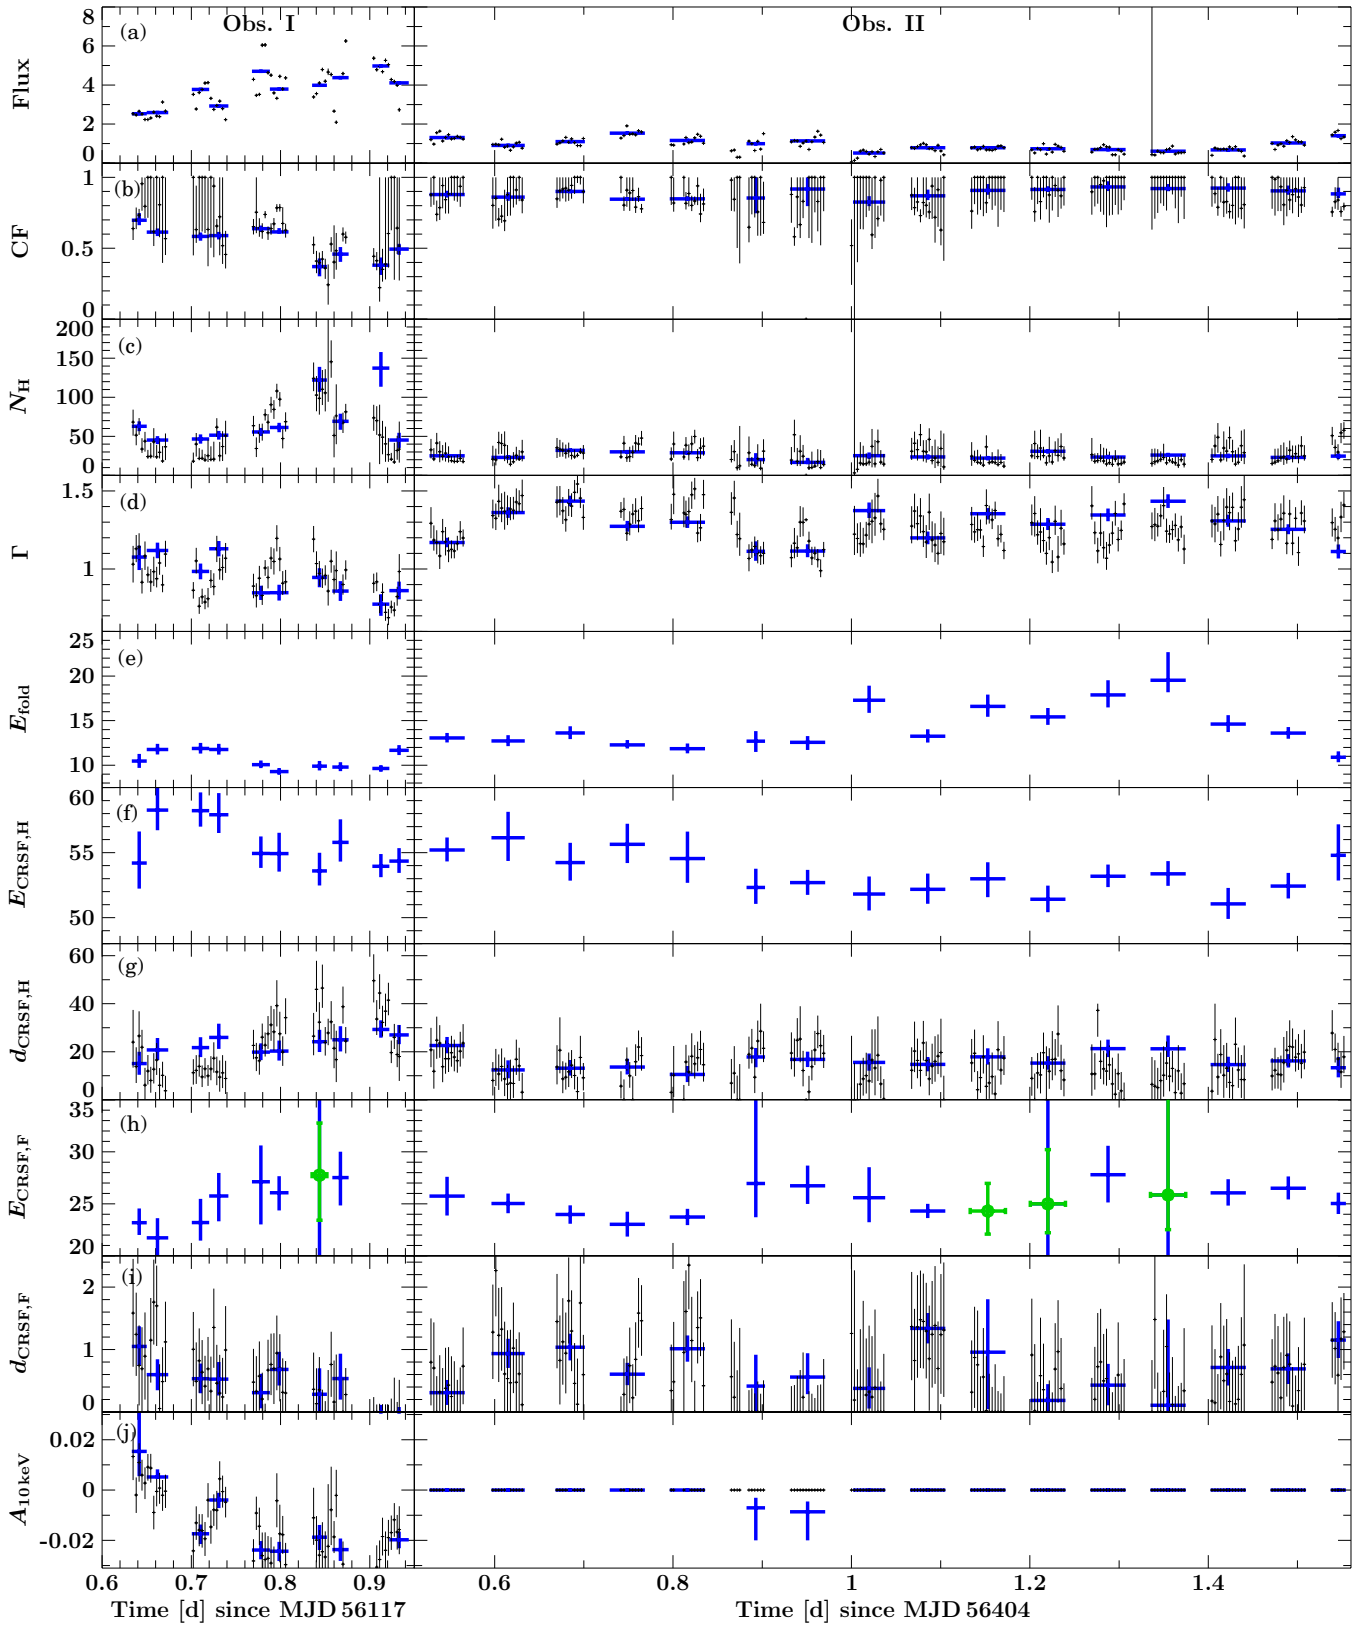 Obs. I
Obs. II
(a)
Flux
8
6
4
2
0
(b)
CF
1
0.5
0
(c)
N_H
200
150
100
50
0
(d)
Γ
1.5
1
(e)
E_fold
25
20
15
10
(f)
E_CRSF,H
60
55
50
(g)
d_CRSF,H
60
40
20
0
(h)
E_CRSF,F
35
30
25
20
(i)
d_CRSF,F
2
1
0
(j)
A_10 keV
0.02
0
-0.02
0.6 0.7 0.8 0.9 0.6 0.8 1 1.2 1.4
Time [d] since MJD 56117
Time [d] since MJD 56404